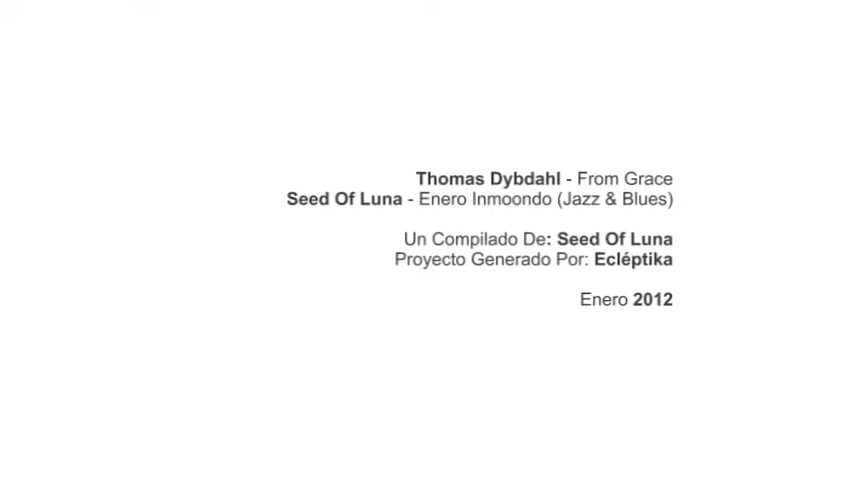 Thomas Dybdahl - From Grace
Seed Of Luna - Enero Inmoondo (Jazz & Blues)
Un Compilado De: Seed Of Luna
Proyecto Generado Por: Ecléptika
Enero 2012